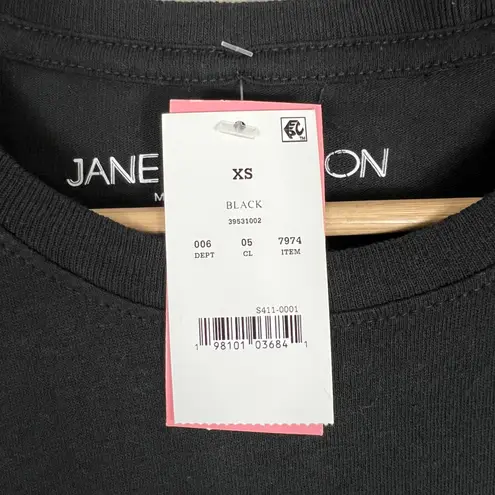 JANE ON
M
XS
BLACK
39531002
006 05 7974
DEPT CL ITEM
S411-0001
1 98101 03684 1